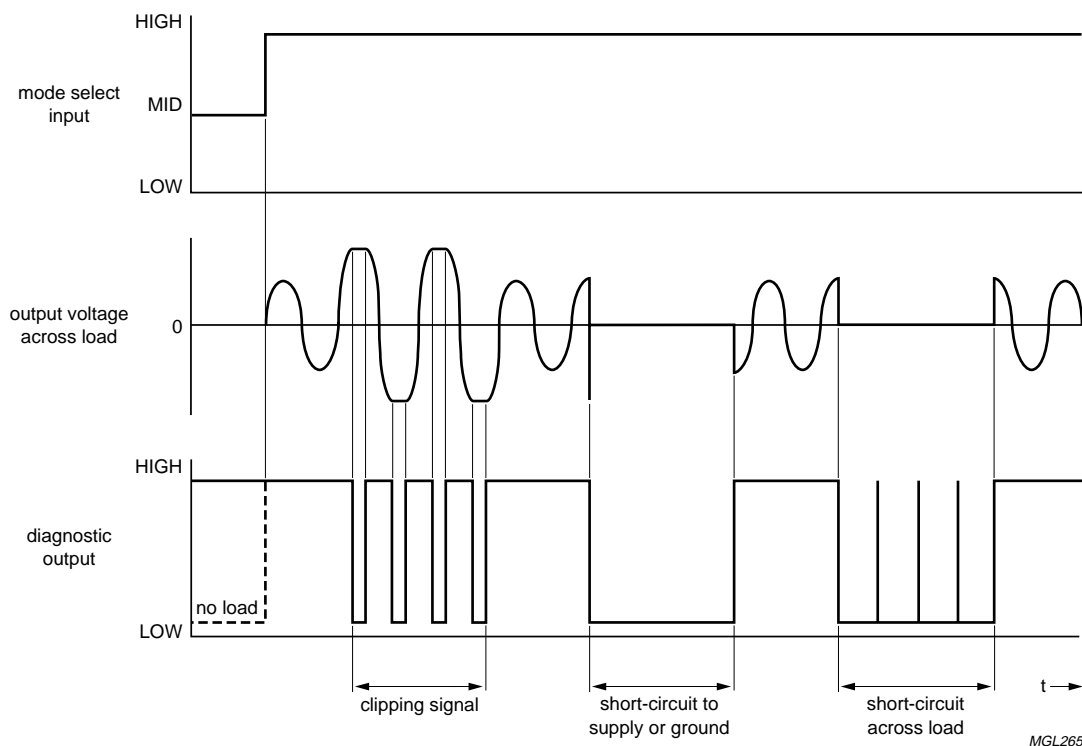 HIGH
mode select
input
MID
LOW
output voltage
across load
0
HIGH
diagnostic
output
no load
LOW
clipping signal
short-circuit to
supply or ground
short-circuit
across load
t
MGL265